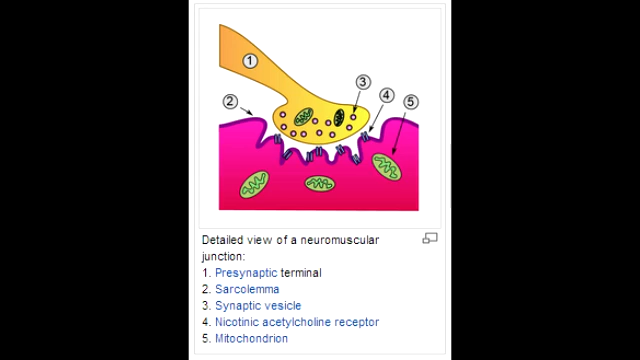 1
2
3
4
5
Detailed view of a neuromuscular
junction:
1. Presynaptic terminal
2. Sarcolemma
3. Synaptic vesicle
4. Nicotinic acetylcholine receptor
5. Mitochondrion